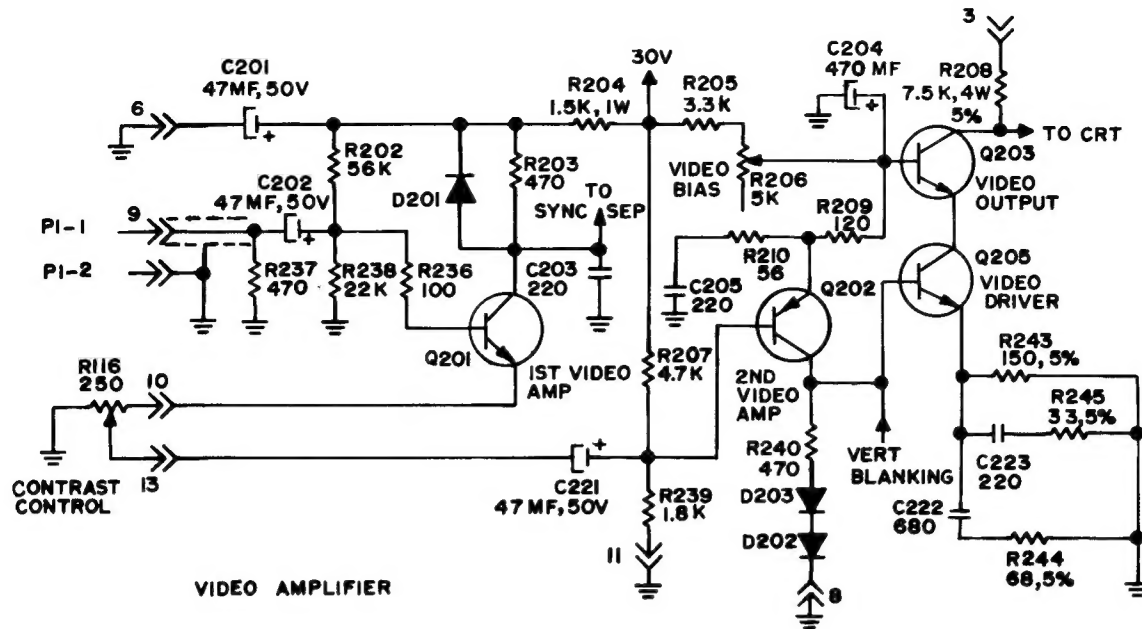 3
C201
47MF, 50V
6
R202
56K
D201
R203
470
R204
1.5K, 1W
30V
R205
3.3K
C204
470 MF
R208
7.5K, 4W
5%
TO CRT
Q203
VIDEO
OUTPUT
VIDEO
BIAS
R206
5K
TO
SYNC SEP
C202
47MF, 50V
P1-1
9
P1-2
R237
470
R238
22K
R236
100
C203
220
Q201
1ST VIDEO
AMP
R209
120
R210
56
C205
220
Q202
2ND
VIDEO
AMP
Q205
VIDEO
DRIVER
R207
4.7K
R116
250
10
13
CONTRAST
CONTROL
C221
47MF, 50V
R239
1.8K
11
R240
470
D203
D202
8
VERT
BLANKING
R243
150, 5%
R245
33, 5%
C223
220
C222
680
R244
68, 5%
VIDEO AMPLIFIER